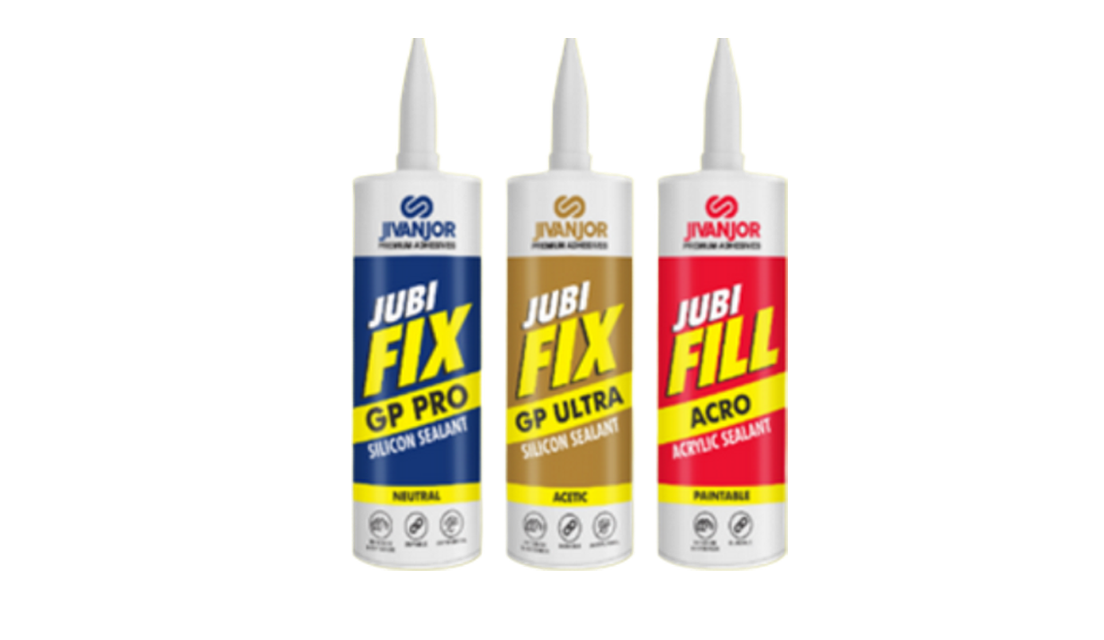 JIVANJOR
PREMIUM ADHESIVES
JUBI
FIX
GP PRO
SILICON SEALANT
NEUTRAL
JIVANJOR
PREMIUM ADHESIVES
JUBI
FIX
GP ULTRA
SILICON SEALANT
ACETIC
JIVANJOR
PREMIUM ADHESIVES
JUBI
FILL
ACRO
ACRYLIC SEALANT
PAINTABLE